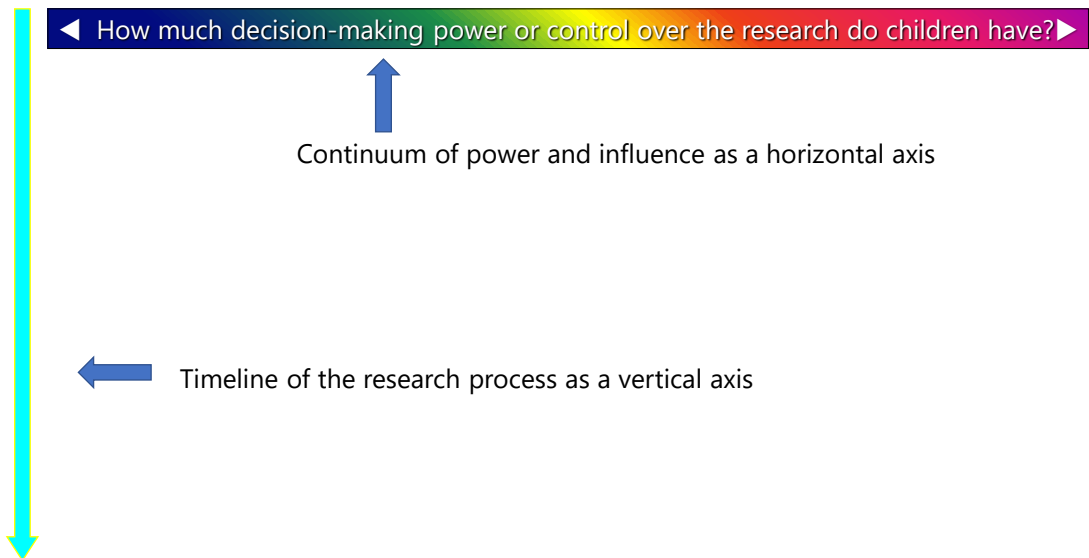 ◀ How much decision-making power or control over the research do children have?▶
Continuum of power and influence as a horizontal axis
Timeline of the research process as a vertical axis